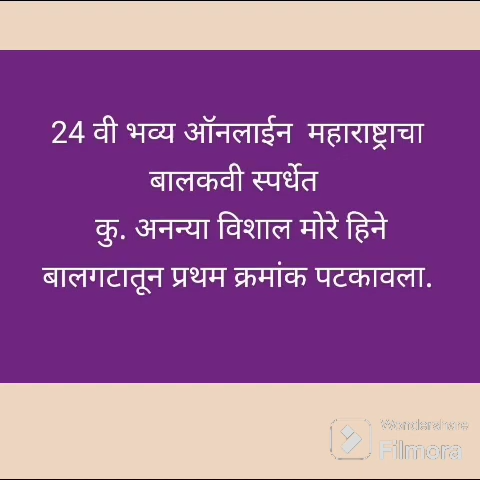 24 वी भव्य ऑनलाईन महाराष्ट्राचा
बालकवी स्पर्धेत
कु. अनन्या विशाल मोरे हिने
बालगटातून प्रथम क्रमांक पटकावला.
Wondershare
Filmora